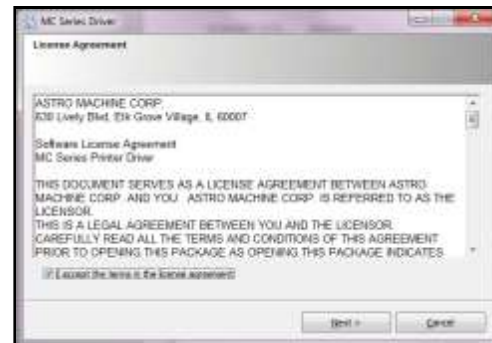 MC Series Driver
License Agreement
ASTRO MACHINE CORP.
630 Lively Blvd, Elk Grove Village, IL 60007
Software License Agreement
MC Series Printer Driver
THIS DOCUMENT SERVES AS A LICENSE AGREEMENT BETWEEN ASTRO
MACHINE CORP. AND YOU. ASTRO MACHINE CORP. IS REFERRED TO AS THE
LICENSOR.
THIS IS A LEGAL AGREEMENT BETWEEN YOU AND THE LICENSOR.
CAREFULLY READ ALL THE TERMS AND CONDITIONS OF THIS AGREEMENT
PRIOR TO OPENING THIS PACKAGE AS OPENING THIS PACKAGE INDICATES
I accept the terms in the license agreement
Next >
Cancel